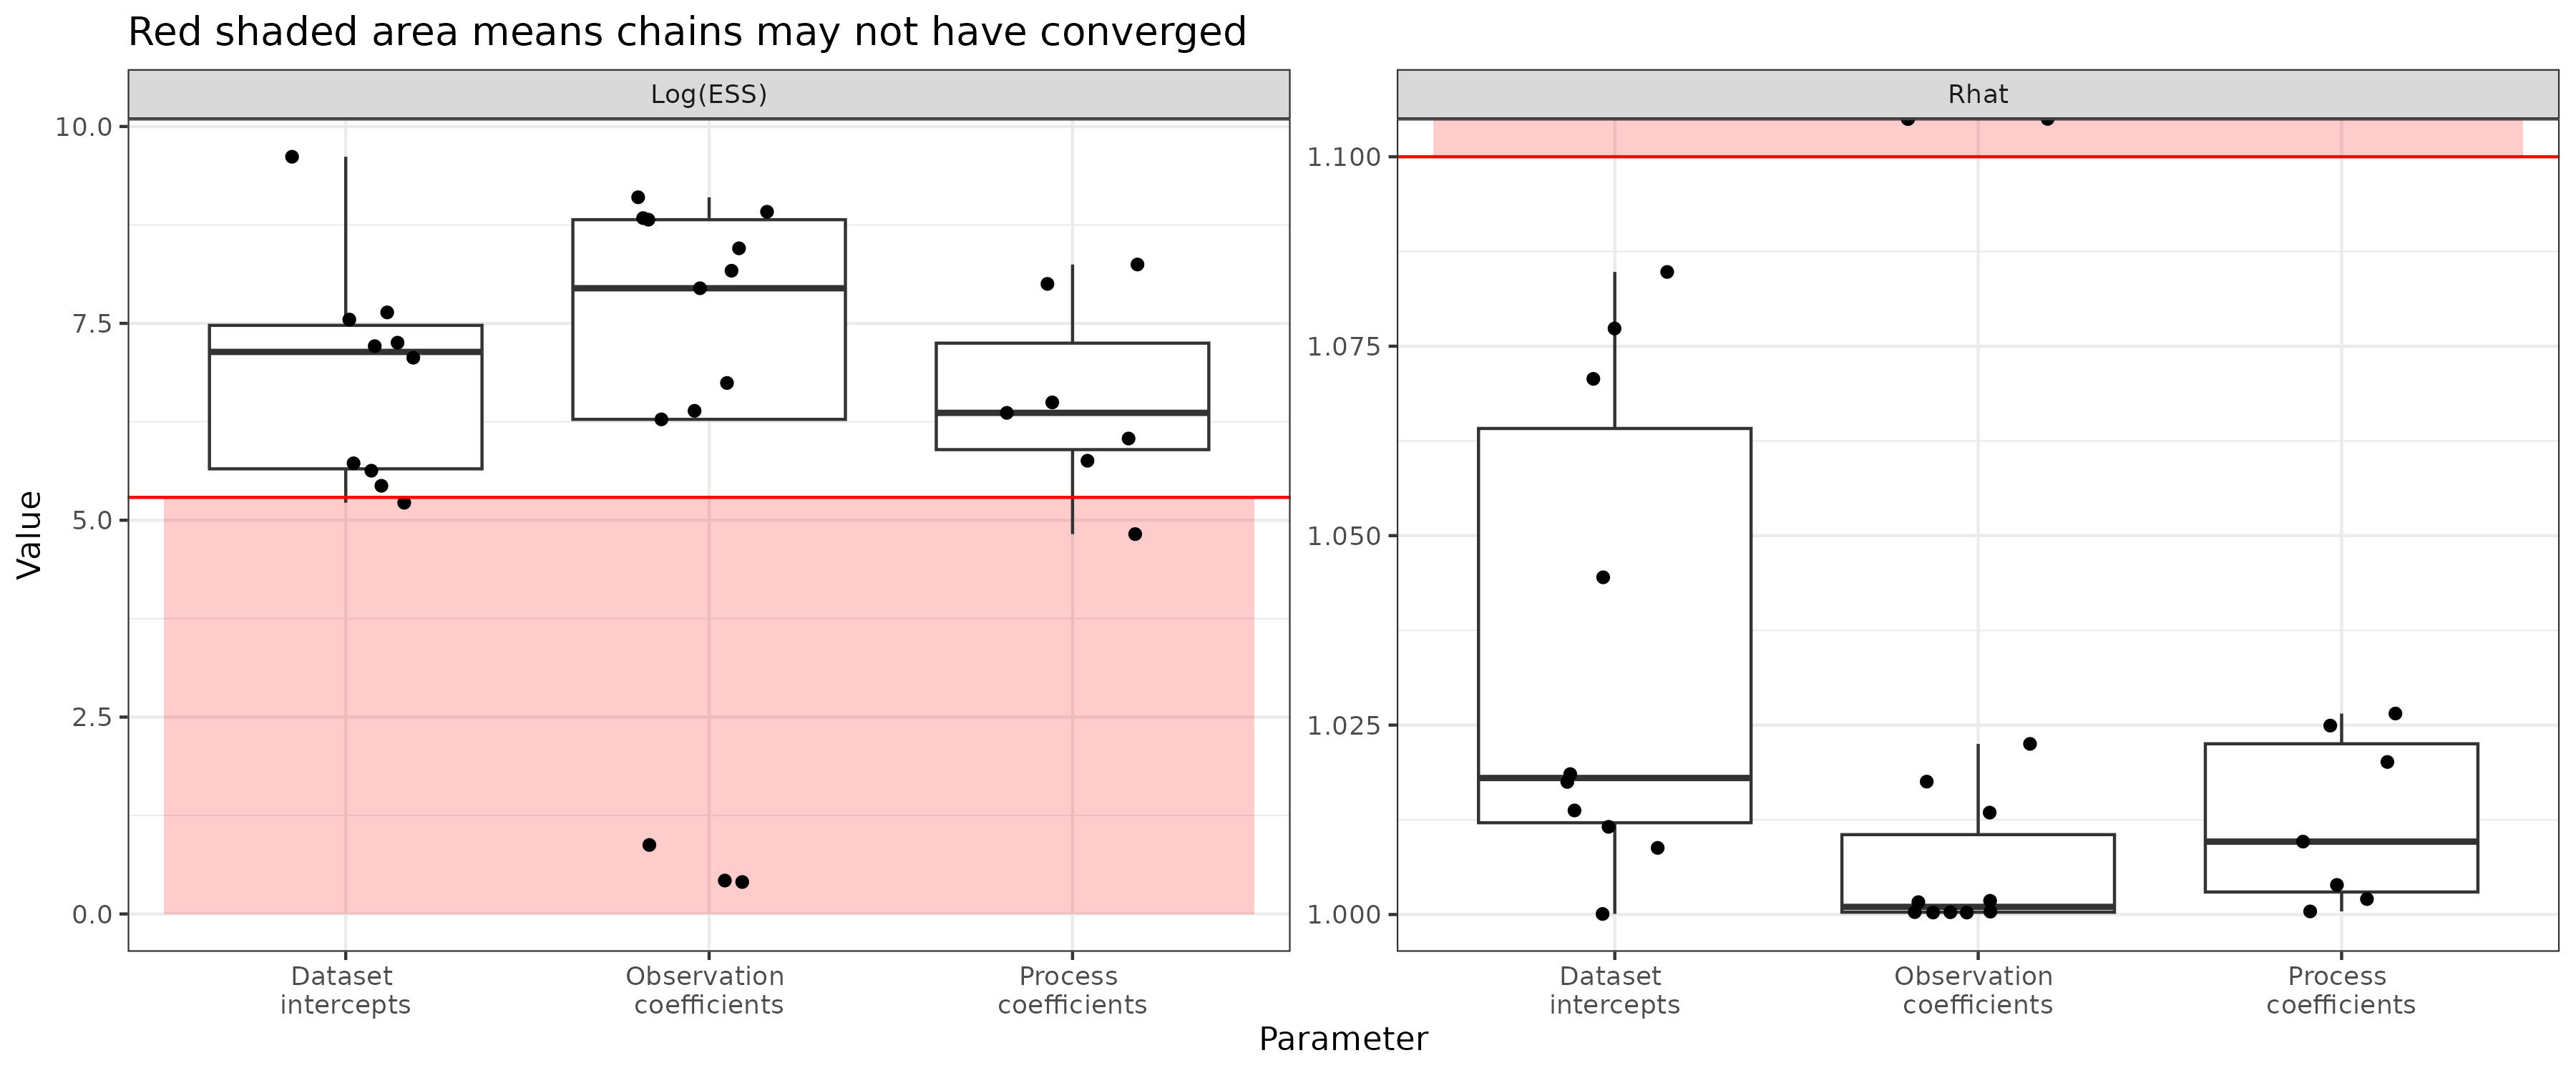 Red shaded area means chains may not have converged
Log(ESS)
Rhat
Value
10.0
7.5
5.0
2.5
0.0
1.100
1.075
1.050
1.025
1.000
Dataset
intercepts
Observation
coefficients
Process
coefficients
Dataset
intercepts
Observation
coefficients
Process
coefficients
Parameter